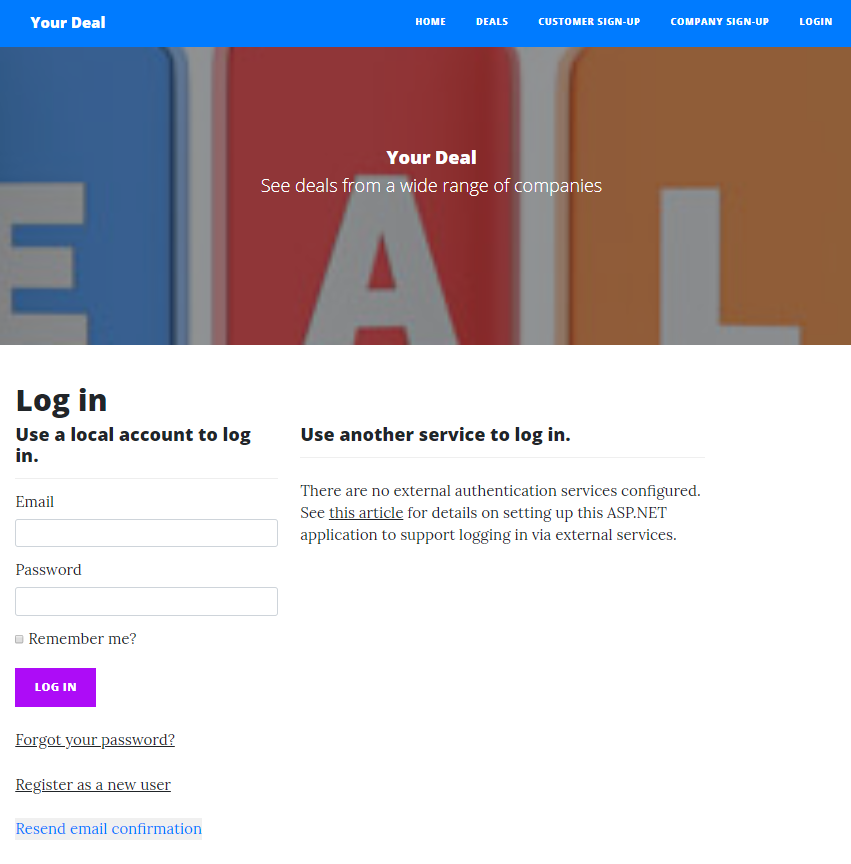 Your Deal
HOME
DEALS
CUSTOMER SIGN-UP
COMPANY SIGN-UP
LOGIN
E A L
Your Deal
See deals from a wide range of companies
Log in
Use a local account to log
in.
Email
Password
Remember me?
LOG IN
Forgot your password?
Register as a new user
Resend email confirmation
Use another service to log in.
There are no external authentication services configured.
See this article for details on setting up this ASP.NET
application to support logging in via external services.